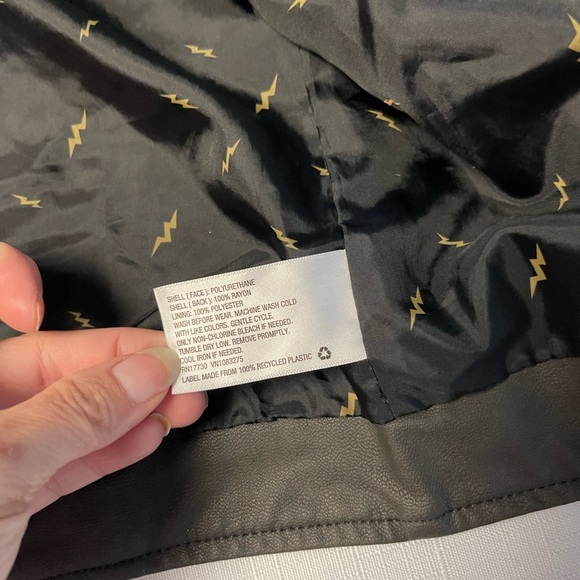 SHELL (FACE): POLYURETHANE
SHELL (BACK): 100% RAYON
LINING: 100% POLYESTER
WASH BEFORE WEAR. MACHINE WASH COLD
WITH LIKE COLORS. GENTLE CYCLE.
ONLY NON-CHLORINE BLEACH IF NEEDED.
TUMBLE DRY LOW. REMOVE PROMPTLY.
COOL IRON IF NEEDED.
RN17730 VN1083275
LABEL MADE FROM 100% RECYCLED PLASTIC